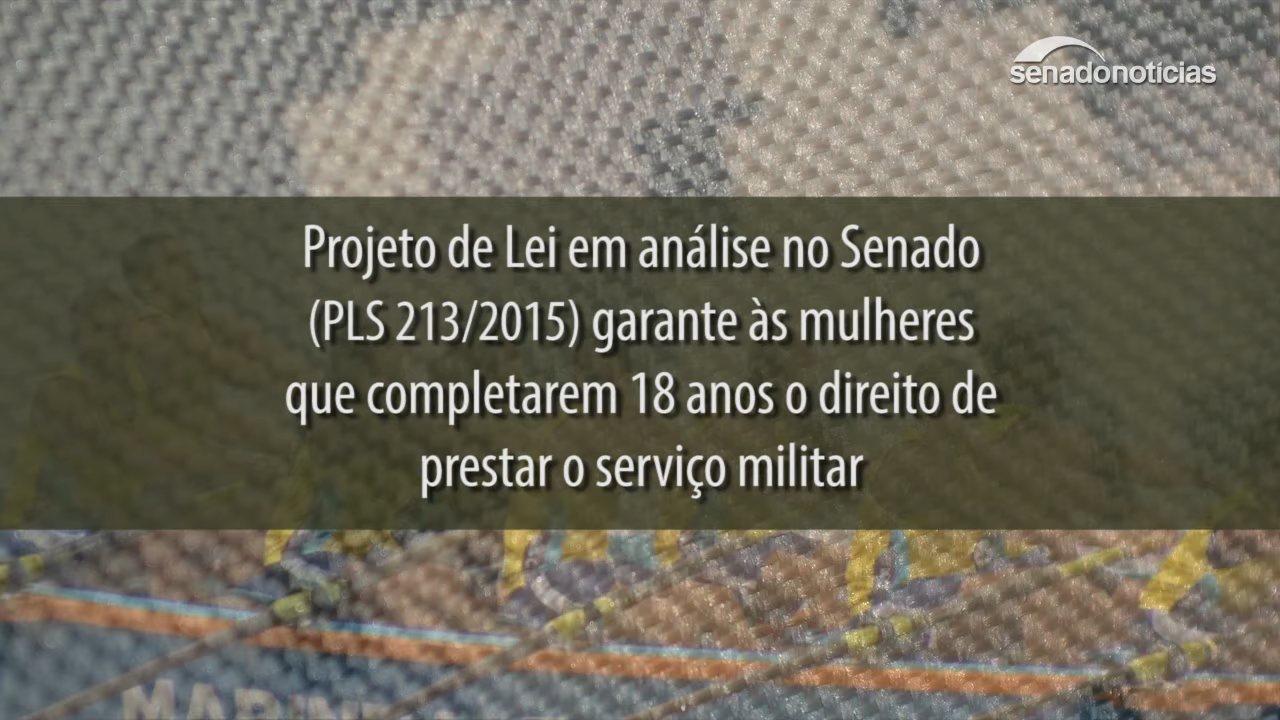 senadonotícias
Projeto de Lei em análise no Senado
(PLS 213/2015) garante às mulheres
que completarem 18 anos o direito de
prestar o serviço militar